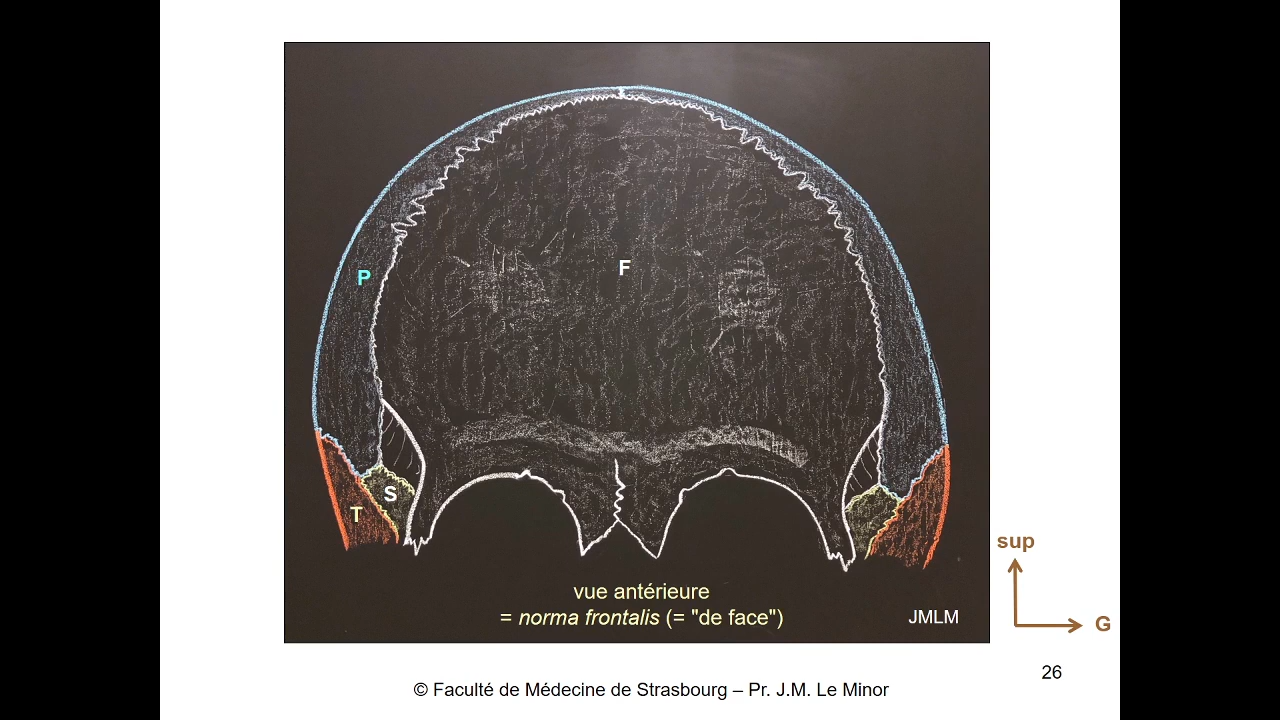 F
P
S
T
sup
G
vue antérieure
= norma frontalis (= "de face")
JMLM
26
© Faculté de Médecine de Strasbourg – Pr. J.M. Le Minor